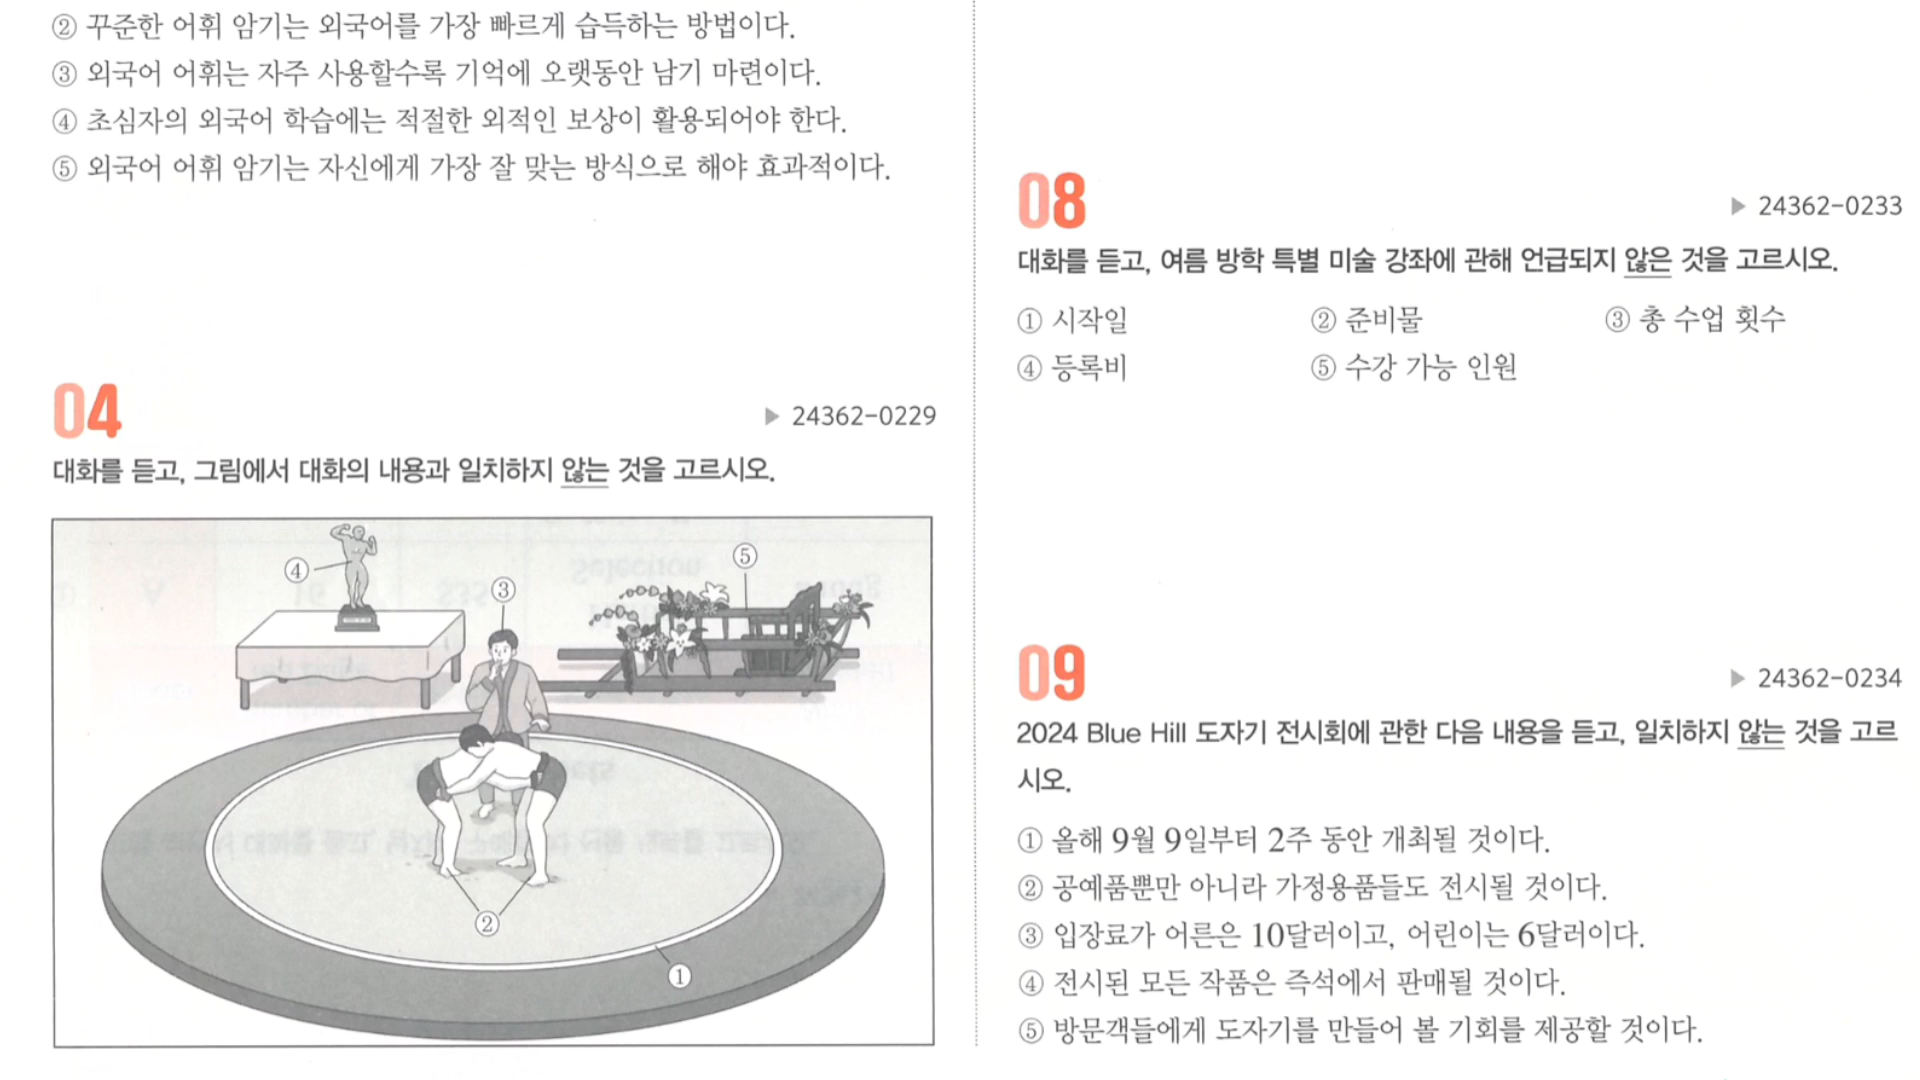 ② 꾸준한 어휘 암기는 외국어를 가장 빠르게 습득하는 방법이다.
③ 외국어 어휘는 자주 사용할수록 기억에 오랫동안 남기 마련이다.
④ 초심자의 외국어 학습에는 적절한 외적인 보상이 활용되어야 한다.
⑤ 외국어 어휘 암기는 자신에게 가장 잘 맞는 방식으로 해야 효과적이다.
04
▶ 24362-0229
대화를 듣고, 그림에서 대화의 내용과 일치하지 않는 것을 고르시오.
④
③
⑤
②
①
08
▶ 24362-0233
대화를 듣고, 여름 방학 특별 미술 강좌에 관해 언급되지 않은 것을 고르시오.
① 시작일 ② 준비물 ③ 총 수업 횟수
④ 등록비 ⑤ 수강 가능 인원
09
▶ 24362-0234
2024 Blue Hill 도자기 전시회에 관한 다음 내용을 듣고, 일치하지 않는 것을 고르
시오.
① 올해 9월 9일부터 2주 동안 개최될 것이다.
② 공예품뿐만 아니라 가정용품들도 전시될 것이다.
③ 입장료가 어른은 10달러이고, 어린이는 6달러이다.
④ 전시된 모든 작품은 즉석에서 판매될 것이다.
⑤ 방문객들에게 도자기를 만들어 볼 기회를 제공할 것이다.